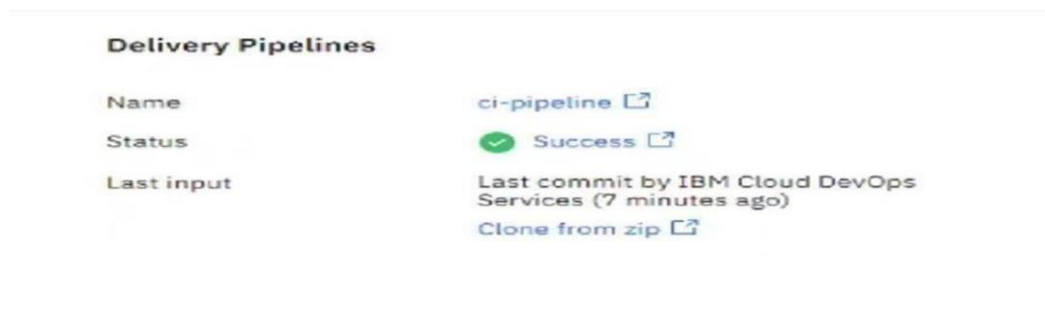 Delivery Pipelines
Name ci-pipeline
Status Success
Last input Last commit by IBM Cloud DevOps
Services (7 minutes ago)
Clone from zip